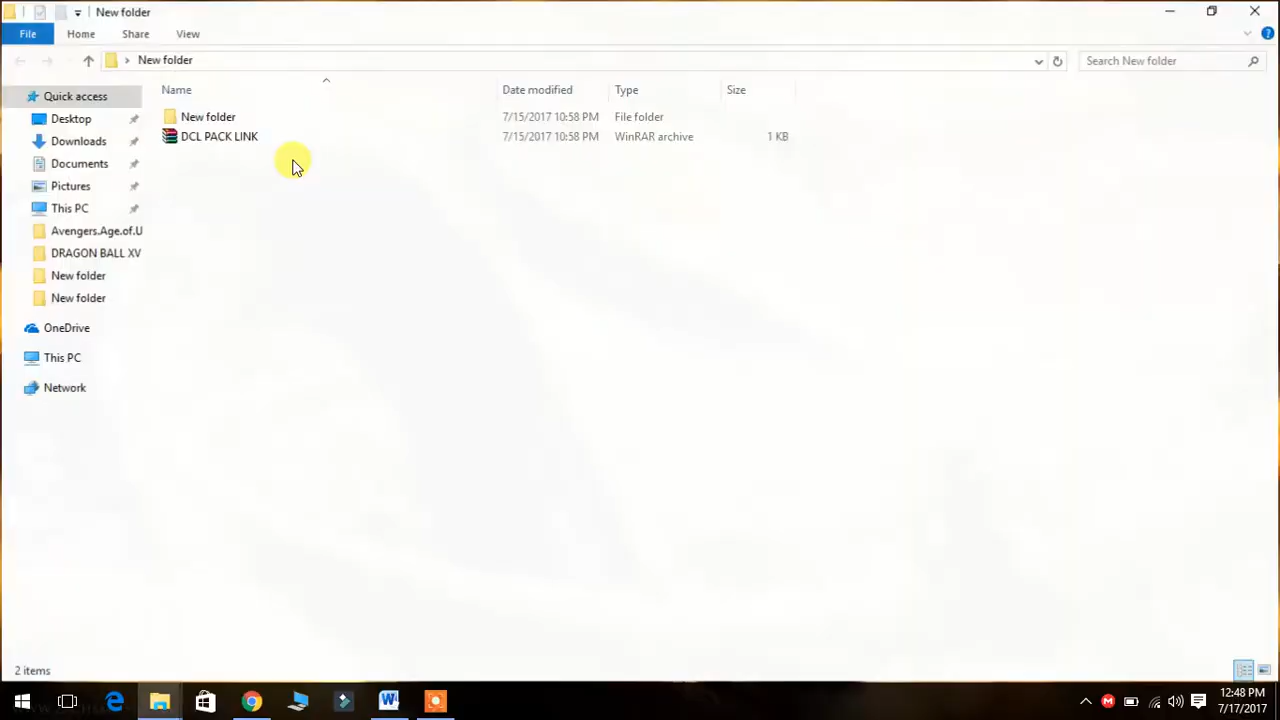 New folder
File Home Share View
New folder
Search New folder
Name Date modified Type Size
New folder 7/15/2017 10:58 PM File folder
DCL PACK LINK 7/15/2017 10:58 PM WinRAR archive 1 KB
Quick access
Desktop
Downloads
Documents
Pictures
This PC
Avengers.Age.of.U
DRAGON BALL XV
New folder
New folder
OneDrive
This PC
Network
2 items
12:48 PM
7/17/2017